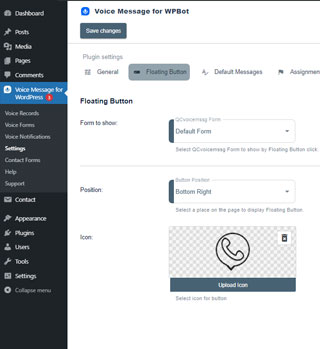 Dashboard
Posts
Media
Pages
Comments
Voice Message for
WordPress
Voice Records
Voice Forms
Voice Notifications
Settings
Contact Forms
Help
Support
Contact
Appearance
Plugins
Users
Tools
Settings
Collapse menu
Voice Message for WPBot
Save changes
Plugin settings
General
Floating Button
Default Messages
Assignmen
Floating Button
Form to show:
QCvoicemsg Form
Default Form
Select QCvoicemsg Form to show by Floating Button click.
Position:
Button Position
Bottom Right
Select a place on the page to display Floating Button.
Icon:
Upload Icon
Select icon for button